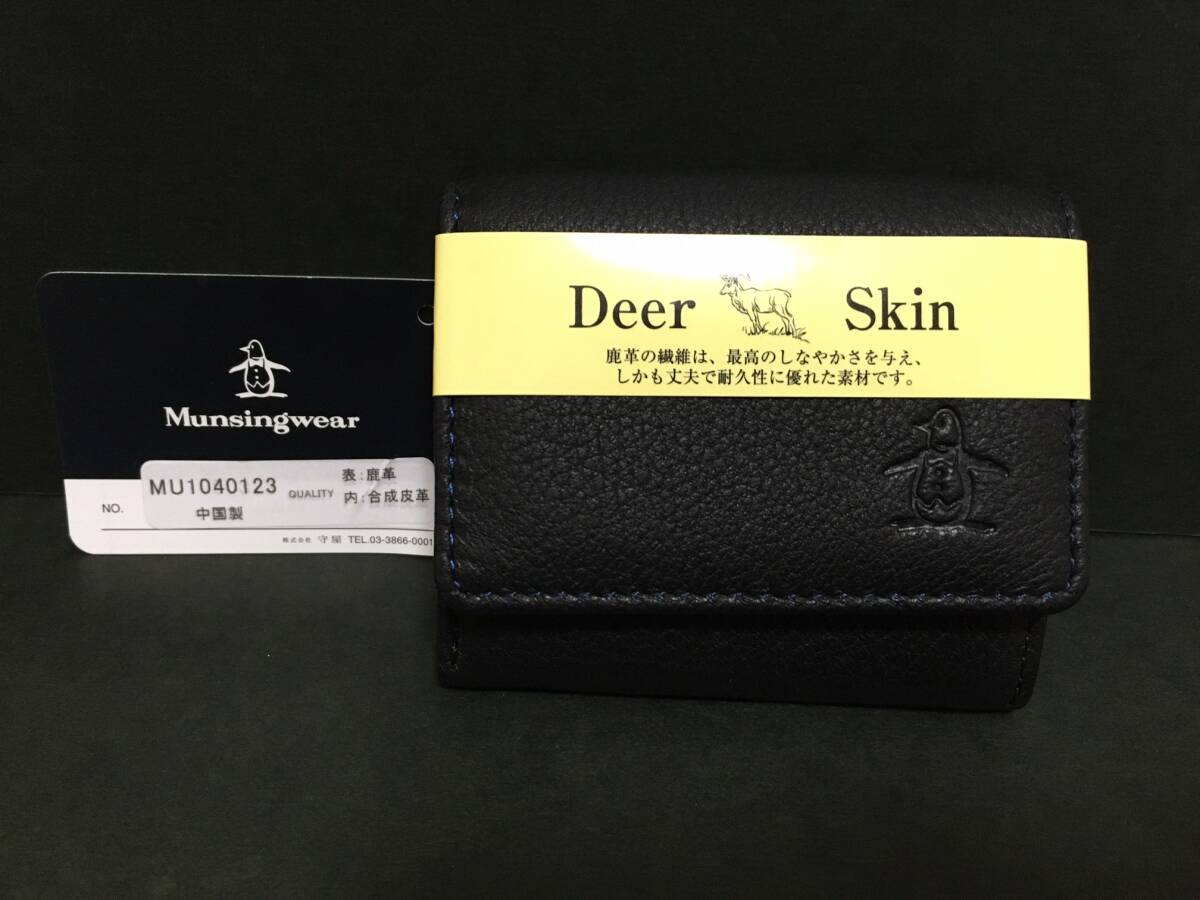 Munsingwear
NO.
MU1040123
中国製
QUALITY
表:鹿革
内:合成皮革
株式会社 守屋 TEL.03-3866-0001
Deer Skin
鹿革の繊維は、最高のしなやかさを与え、
しかも丈夫で耐久性に優れた素材です。